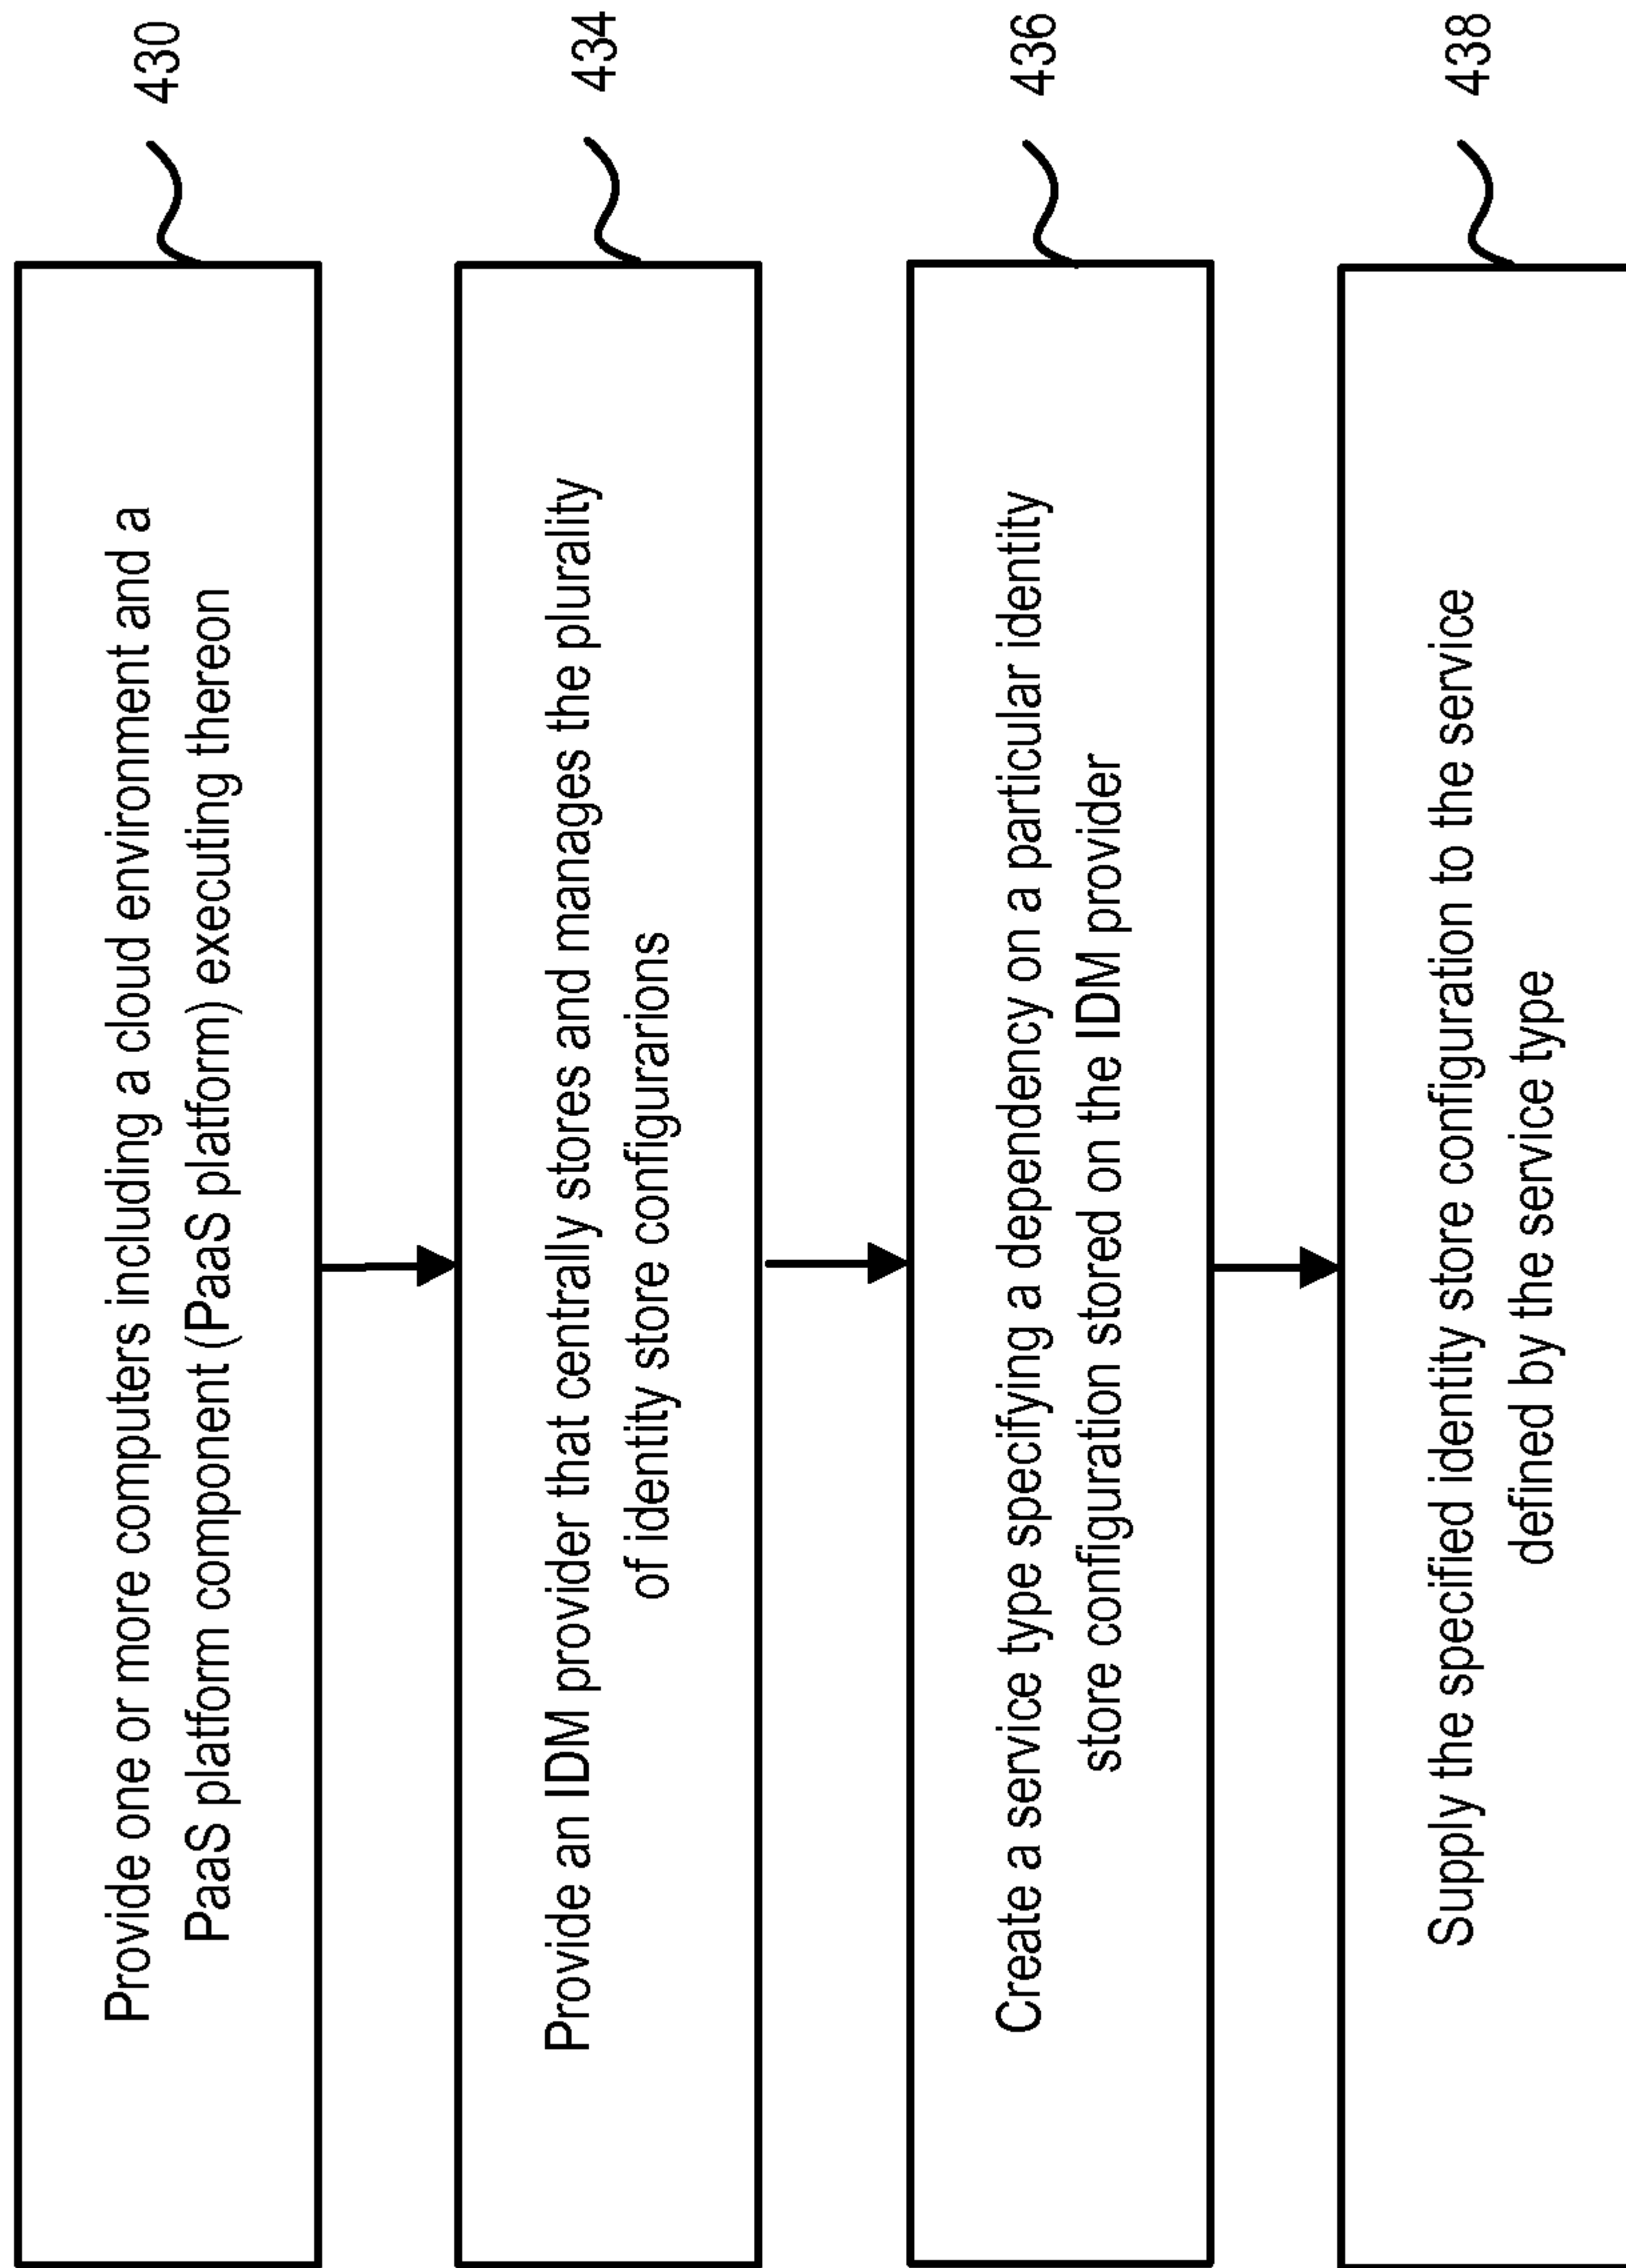 430
Provide one or more computers including a cloud environment and a
PaaS platform component (PaaS platform) executing thereon
434
Provide an IDM provider that centrally stores and manages the plurality
of identity store configurarions
436
Create a service type specifying a dependency on a particular identity
store configuration stored on the IDM provider
438
Supply the specified identity store configuration to the service
defined by the service type